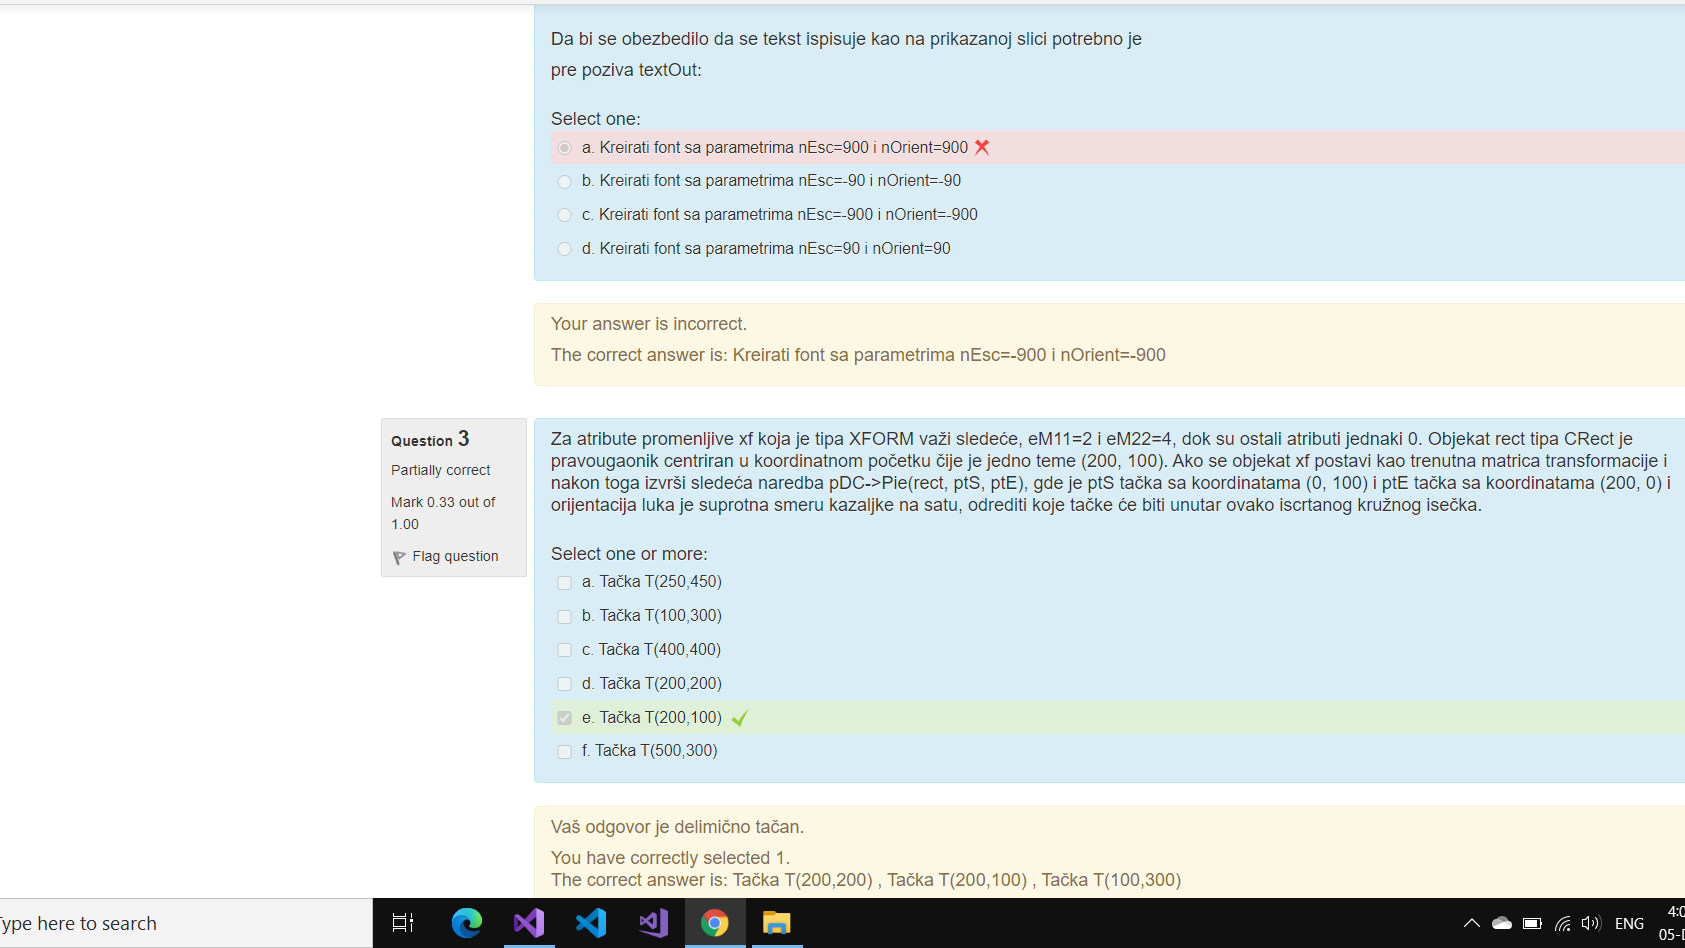 Da bi se obezbedilo da se tekst ispisuje kao na prikazanoj slici potrebno je
pre poziva textOut:
Select one:
a. Kreirati font sa parametrima nEsc=900 i nOrient=900
b. Kreirati font sa parametrima nEsc=-90 i nOrient=-90
c. Kreirati font sa parametrima nEsc=-900 i nOrient=-900
d. Kreirati font sa parametrima nEsc=90 i nOrient=90
Your answer is incorrect.
The correct answer is: Kreirati font sa parametrima nEsc=-900 i nOrient=-900
Question 3
Partially correct
Mark 0.33 out of
1.00
Flag question
Za atribute promenljive xf koja je tipa XFORM važi sledeće, eM11=2 i eM22=4, dok su ostali atributi jednaki 0. Objekat rect tipa CRect je
pravougaonik centriran u koordinatnom početku čije je jedno teme (200, 100). Ako se objekat xf postavi kao trenutna matrica transformacije i
nakon toga izvrši sledeća naredba pDC->Pie(rect, ptS, ptE), gde je ptS tačka sa koordinatama (0, 100) i ptE tačka sa koordinatama (200, 0) i
orijentacija luka je suprotna smeru kazaljke na satu, odrediti koje tačke će biti unutar ovako iscrtanog kružnog isečka.
Select one or more:
a. Tačka T(250,450)
b. Tačka T(100,300)
c. Tačka T(400,400)
d. Tačka T(200,200)
e. Tačka T(200,100)
f. Tačka T(500,300)
Vaš odgovor je delimično tačan.
You have correctly selected 1.
The correct answer is: Tačka T(200,200) , Tačka T(200,100) , Tačka T(100,300)
ype here to search
ENG
4:0
05-D